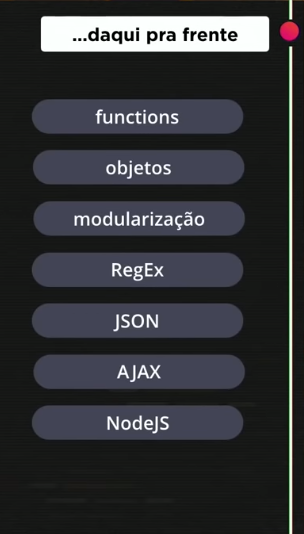 ...daqui pra frente
functions
objetos
modularização
RegEx
JSON
AJAX
NodeJS